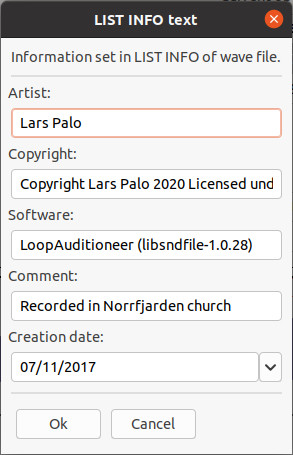 LIST INFO text
Information set in LIST INFO of wave file.
Artist:
Lars Palo
Copyright:
Copyright Lars Palo 2020 Licensed und
Software:
LoopAuditioneer (libsndfile-1.0.28)
Comment:
Recorded in Norrfjarden church
Creation date:
07/11/2017
Ok Cancel